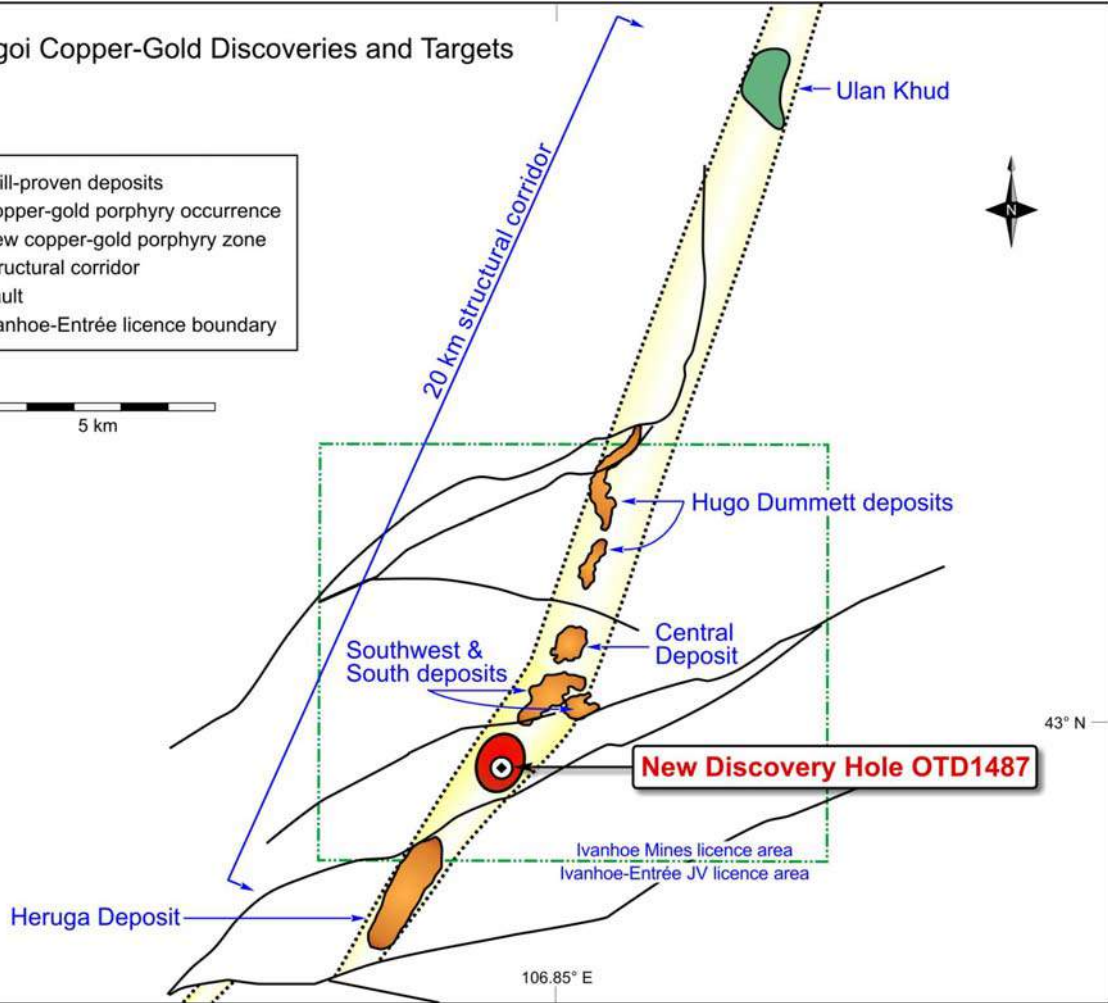 goi Copper-Gold Discoveries and Targets
Ulan Khud
ill-proven deposits
opper-gold porphyry occurrence
ew copper-gold porphyry zone
ructural corridor
ult
anhoe-Entrée licence boundary
N
20 km structural corridor
5 km
Hugo Dummett deposits
Southwest &
South deposits
Central
Deposit
43° N
New Discovery Hole OTD1487
Ivanhoe Mines licence area
Ivanhoe-Entrée JV licence area
Heruga Deposit
106.85° E